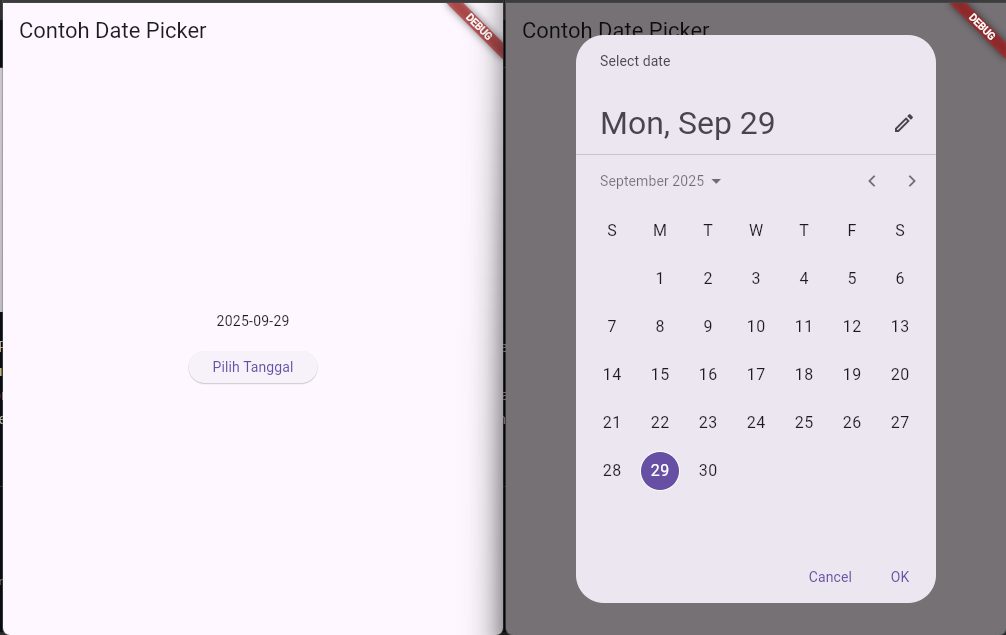 Contoh Date Picker
DEBUG
2025-09-29
Pilih Tanggal
Contoh Date Picker
DEBUG
Select date
Mon, Sep 29
September 2025
S M T W T F S
1 2 3 4 5 6
7 8 9 10 11 12 13
14 15 16 17 18 19 20
21 22 23 24 25 26 27
28 29 30
Cancel OK